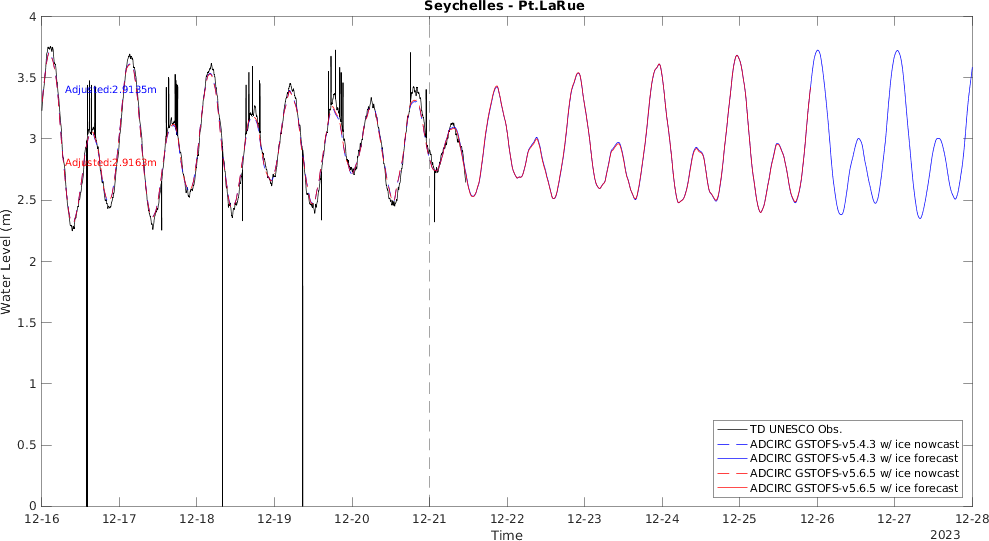 Seychelles - Pt.LaRue
4
3.5
3
2.5
2
1.5
1
0.5
0
Water Level (m)
Adjusted:2.9135m
Adjusted:2.9163m
TD UNESCO Obs.
ADCIRC GSTOFS-v5.4.3 w/ ice nowcast
ADCIRC GSTOFS-v5.4.3 w/ ice forecast
ADCIRC GSTOFS-v5.6.5 w/ ice nowcast
ADCIRC GSTOFS-v5.6.5 w/ ice forecast
12-16 12-17 12-18 12-19 12-20 12-21 12-22 12-23 12-24 12-25 12-26 12-27 12-28
Time
2023